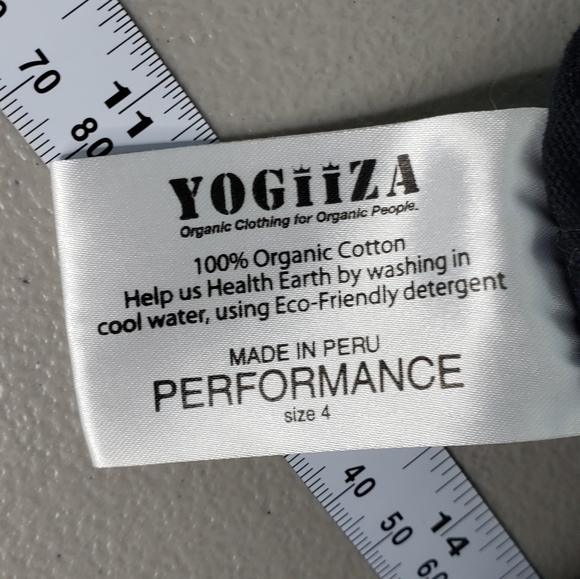 70
11
80
YOGiiZA
Organic Clothing for Organic People.
100% Organic Cotton
Help us Health Earth by washing in
cool water, using Eco-Friendly detergent
MADE IN PERU
PERFORMANCE
size 4
40
50
14